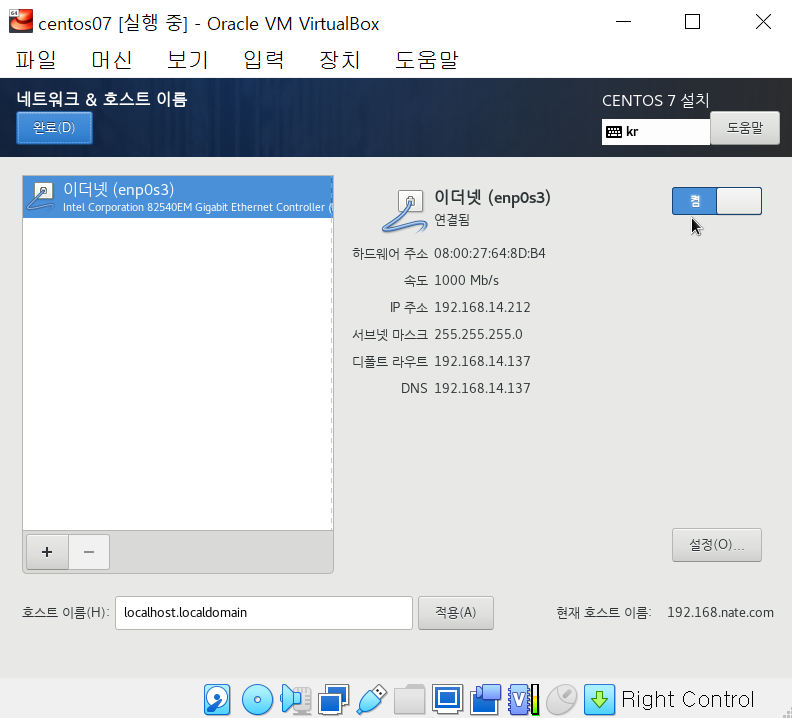 centos07 [실행 중] - Oracle VM VirtualBox
파일 머신 보기 입력 장치 도움말
네트워크 & 호스트 이름
CENTOS 7 설치
완료(D)
kr
도움말
이더넷 (enp0s3)
Intel Corporation 82540EM Gigabit Ethernet Controller (
이더넷 (enp0s3)
연결됨
켬
하드웨어 주소 08:00:27:64:8D:B4
속도 1000 Mb/s
IP 주소 192.168.14.212
서브넷 마스크 255.255.255.0
디폴트 라우트 192.168.14.137
DNS 192.168.14.137
+ −
설정(O)...
호스트 이름(H): localhost.localdomain 적용(A) 현재 호스트 이름: 192.168.nate.com
Right Control